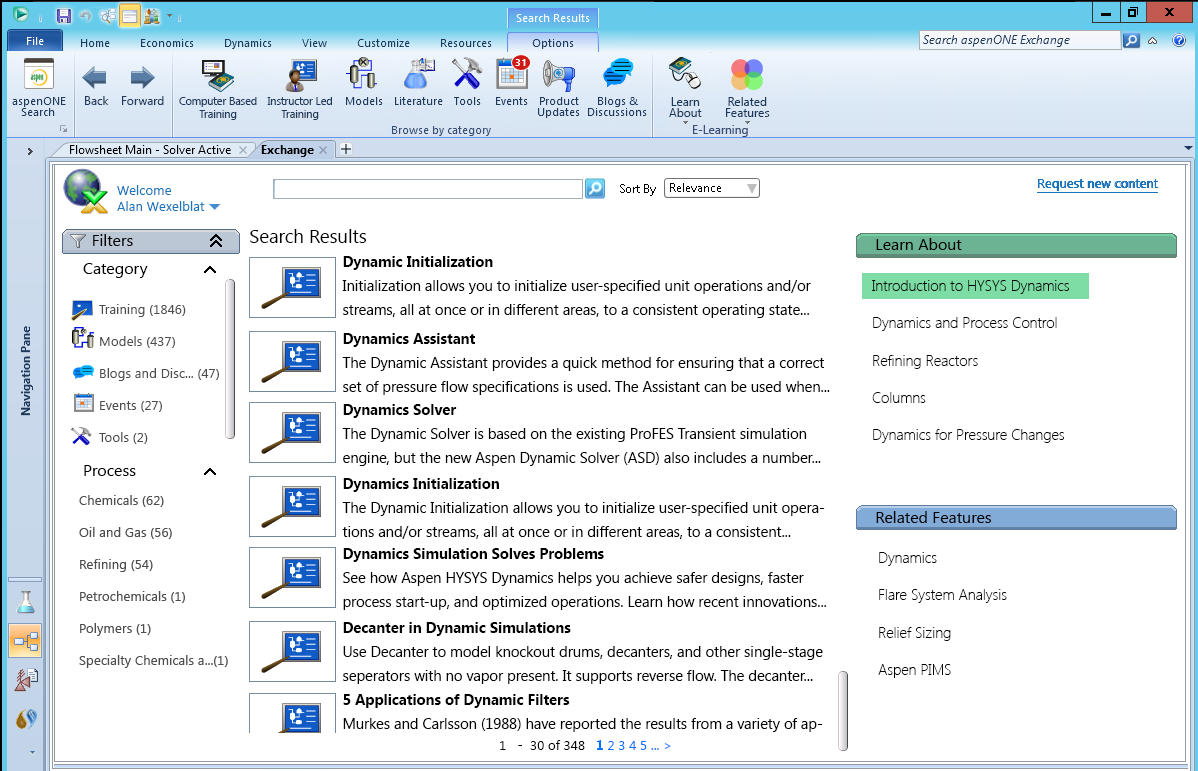 Search Results
File
Home
Economics
Dynamics
View
Customize
Resources
Options
Search aspenONE Exchange
aspen
aspenONE
Search
Back
Forward
Computer Based
Training
Instructor Led
Training
Models
Literature
Tools
31
Events
Product
Updates
Blogs &
Discussions
Learn
About
Related
Features
Browse by category
E-Learning
Flowsheet Main - Solver Active
Exchange
Navigation Pane
Welcome
Alan Wexelblat
Sort By
Relevance
Request new content
Filters
Category
Training (1846)
Models (437)
Blogs and Disc... (47)
Events (27)
Tools (2)
Process
Chemicals (62)
Oil and Gas (56)
Refining (54)
Petrochemicals (1)
Polymers (1)
Specialty Chemicals a...(1)
Search Results
Dynamic Initialization
Initialization allows you to initialize user-specified unit operations and/or
streams, all at once or in different areas, to a consistent operating state...
Dynamics Assistant
The Dynamic Assistant provides a quick method for ensuring that a correct
set of pressure flow specifications is used. The Assistant can be used when...
Dynamics Solver
The Dynamic Solver is based on the existing ProFES Transient simulation
engine, but the new Aspen Dynamic Solver (ASD) also includes a number...
Dynamics Initialization
The Dynamic Initialization allows you to initialize user-specified unit opera-
tions and/or streams, all at once or in different areas, to a consistent...
Dynamics Simulation Solves Problems
See how Aspen HYSYS Dynamics helps you achieve safer designs, faster
process start-up, and optimized operations. Learn how recent innovations...
Decanter in Dynamic Simulations
Use Decanter to model knockout drums, decanters, and other single-stage
seperators with no vapor present. It supports reverse flow. The decanter...
5 Applications of Dynamic Filters
Murkes and Carlsson (1988) have reported the results from a variety of ap-
1 - 30 of 348 1 2 3 4 5 ... >
Learn About
Introduction to HYSYS Dynamics
Dynamics and Process Control
Refining Reactors
Columns
Dynamics for Pressure Changes
Related Features
Dynamics
Flare System Analysis
Relief Sizing
Aspen PIMS